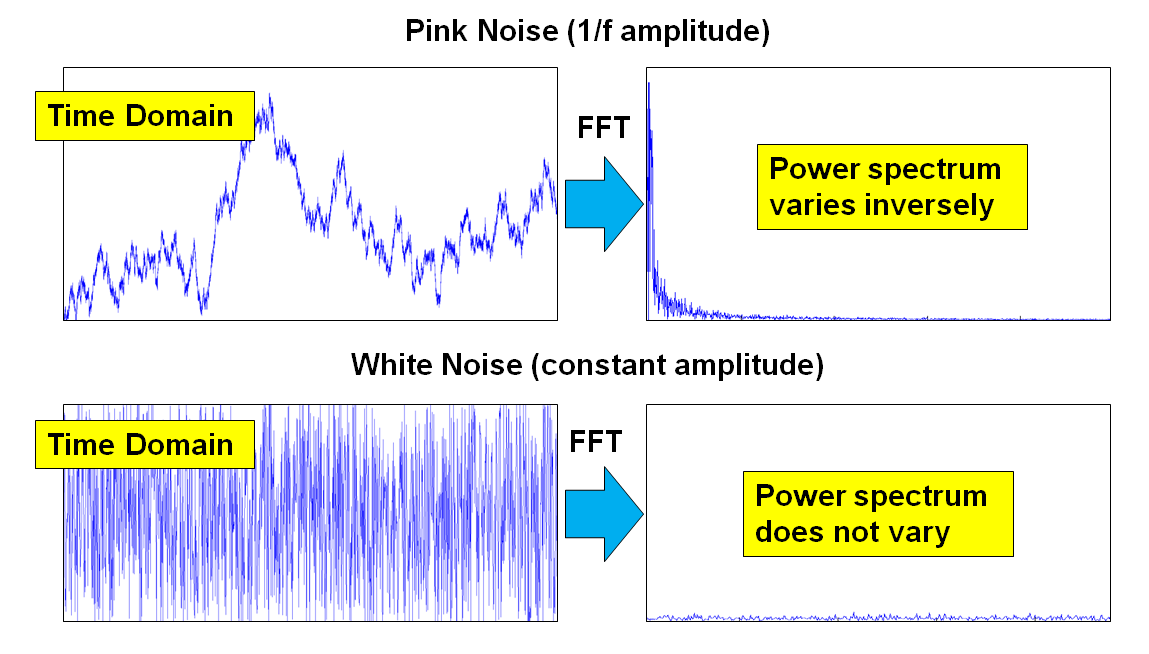 Pink Noise (1/f amplitude)
Time Domain
FFT
Power spectrum
varies inversely
White Noise (constant amplitude)
Time Domain
FFT
Power spectrum
does not vary